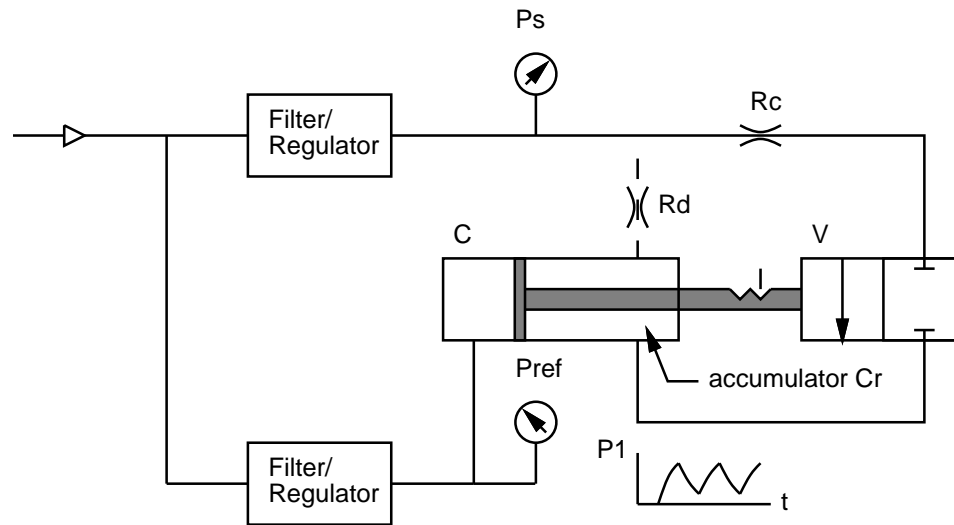 Ps
Filter/
Regulator
Rc
Rd
C
V
Pref
accumulator Cr
Filter/
Regulator
P1
t